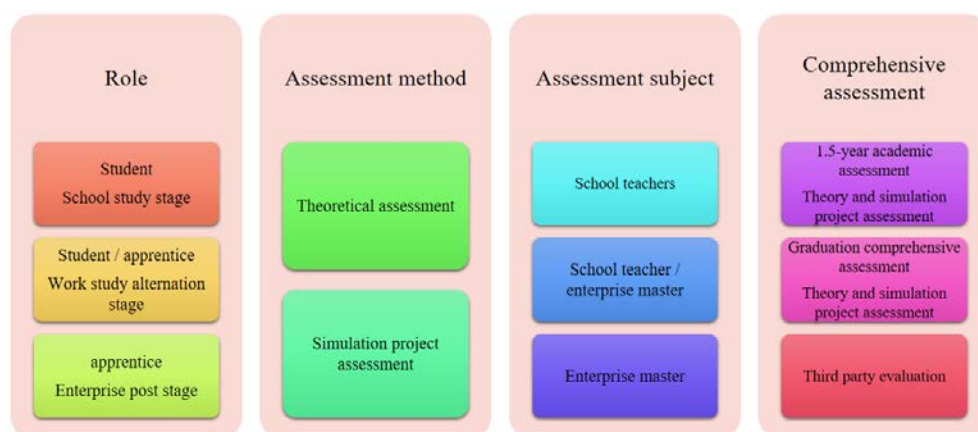 Role
Student
School study stage
Student / apprentice
Work study alternation
stage
apprentice
Enterprise post stage
Assessment method
Theoretical assessment
Simulation project
assessment
Assessment subject
School teachers
School teacher /
enterprise master
Enterprise master
Comprehensive
assessment
1.5-year academic
assessment
Theory and simulation
project assessment
Graduation comprehensive
assessment
Theory and simulation
project assessment
Third party evaluation